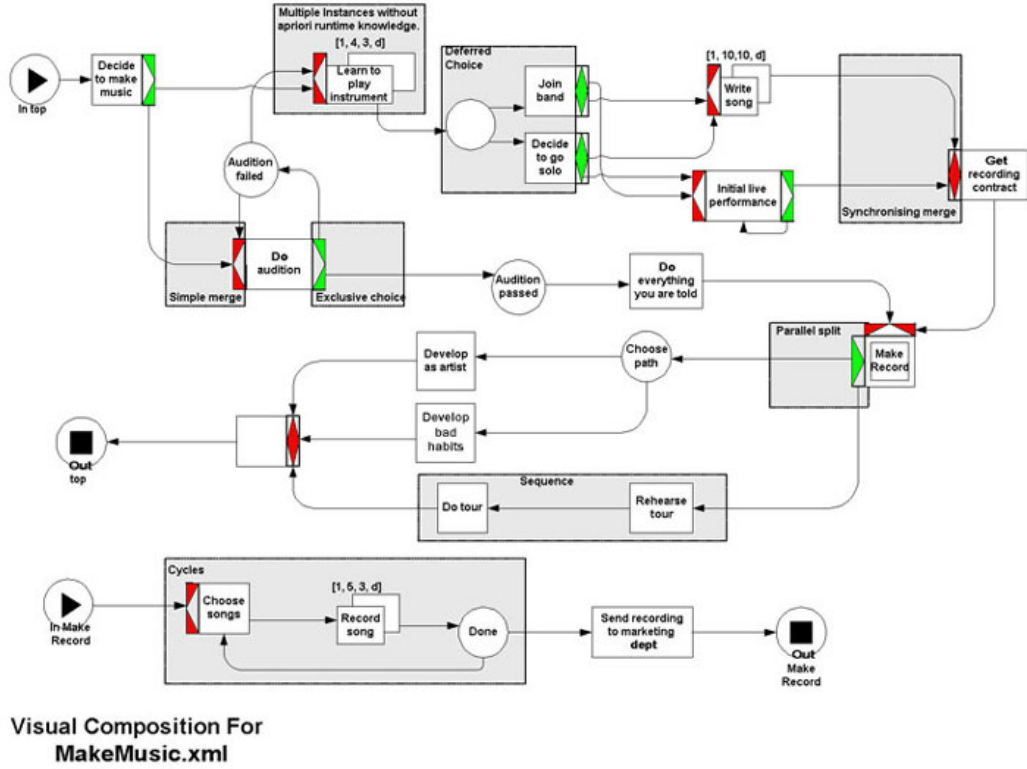 Multiple Instances without
apriori runtime knowledge.
[1, 4, 3, d]
Learn to
play
instrument
In top
Decide
to make
music
Deferred
Choice
Join
band
Decide
to go
solo
[1, 10,10, d]
Write
song
Initial live
performance
Get
recording
contract
Synchronising merge
Audition
failed
Do
audition
Simple merge
Exclusive choice
Audition
passed
Do
everything
you are told
Parallel split
Make
Record
Choose
path
Develop
as artist
Develop
bad
habits
Out
top
Sequence
Do tour
Rehearse
tour
Cycles
In Make
Record
Choose
songs
[1, 5, 3, d]
Record
song
Done
Send recording
to marketing
dept
Out
Make
Record
Visual Composition For
MakeMusic.xml